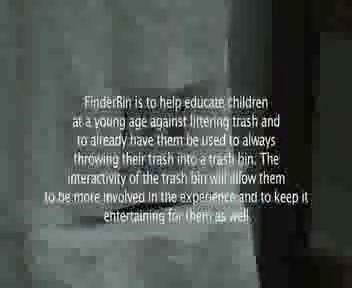 FinderBin is to help educate children
at a young age against littering trash and
to already have them be used to always
throwing their trash into a trash bin. The
interactivity of the trash bin will allow them
to be more involved in the experience and to keep it
entertaining for them as well.